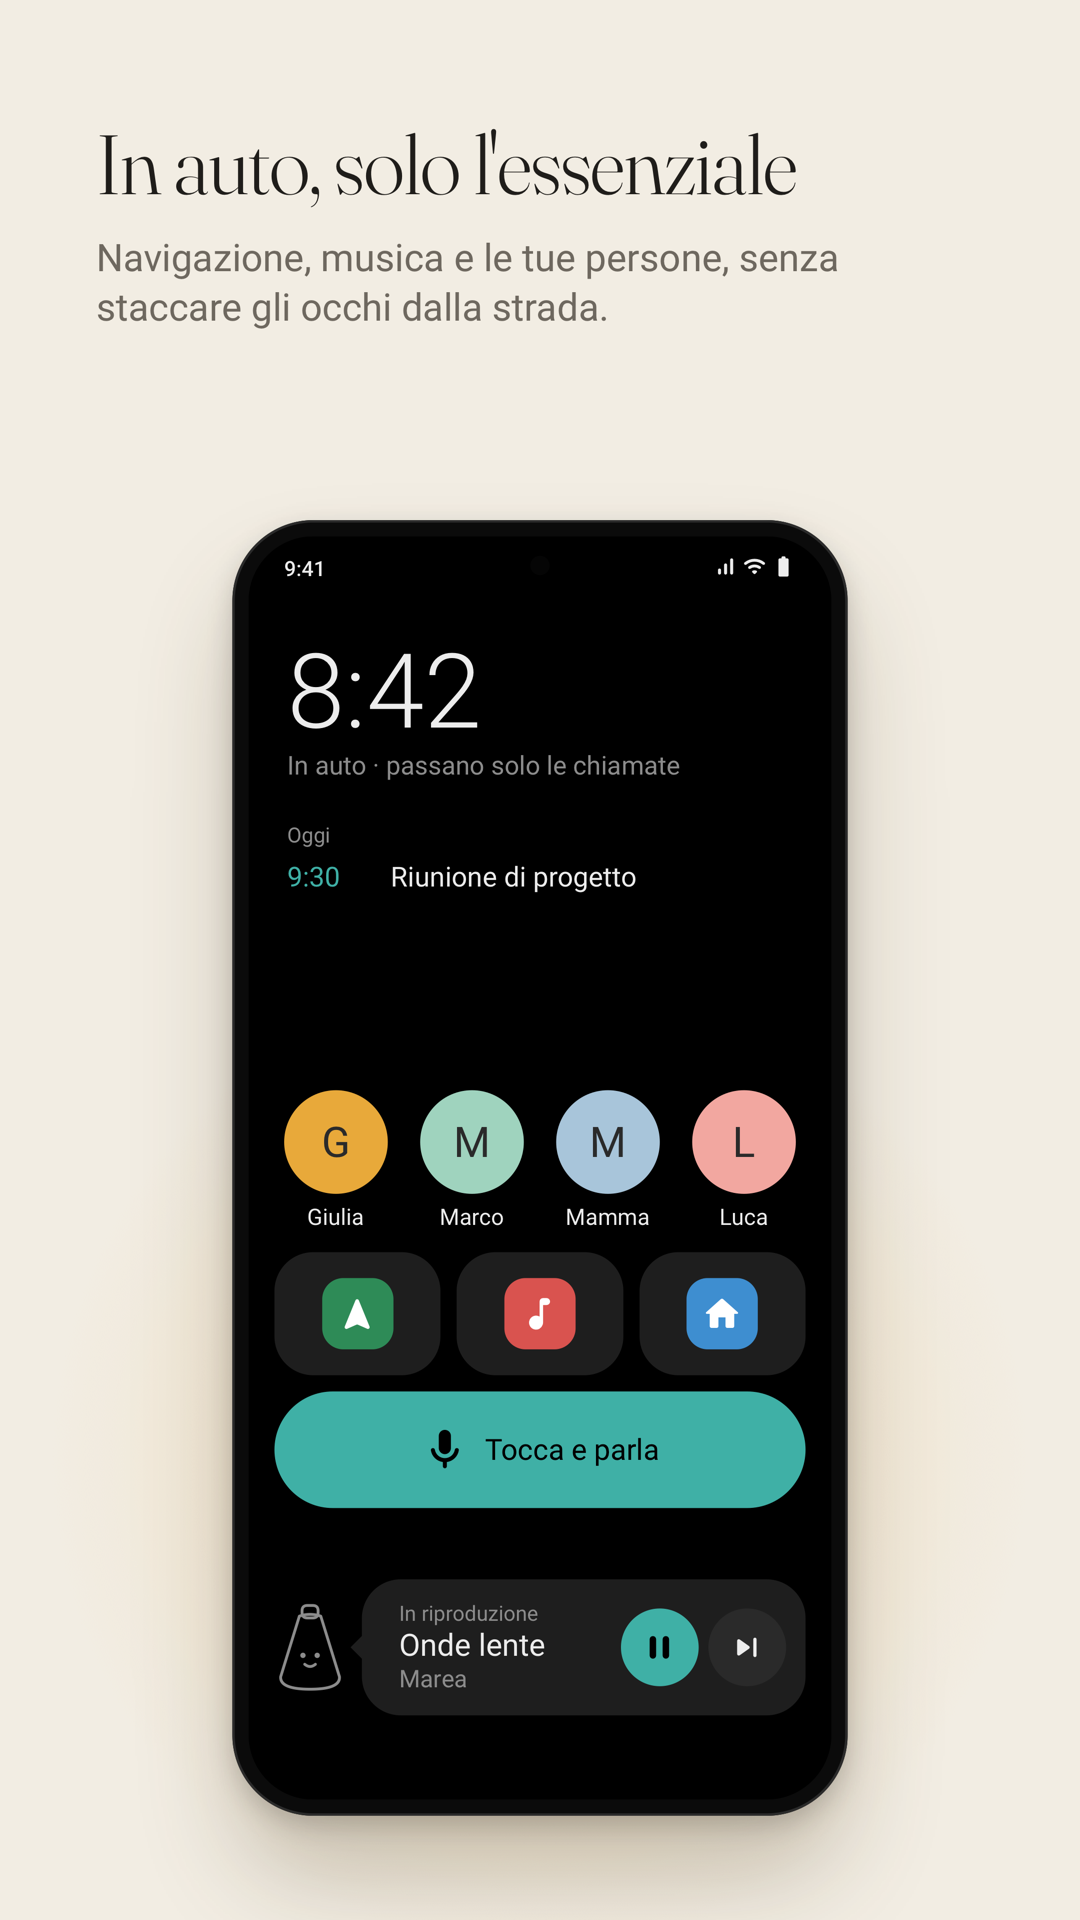 In auto, solo l'essenziale
Navigazione, musica e le tue persone, senza
staccare gli occhi dalla strada.
9:41
8:42
In auto · passano solo le chiamate
Oggi
9:30 Riunione di progetto
G M M L
Giulia Marco Mamma Luca
Tocca e parla
In riproduzione
Onde lente
Marea